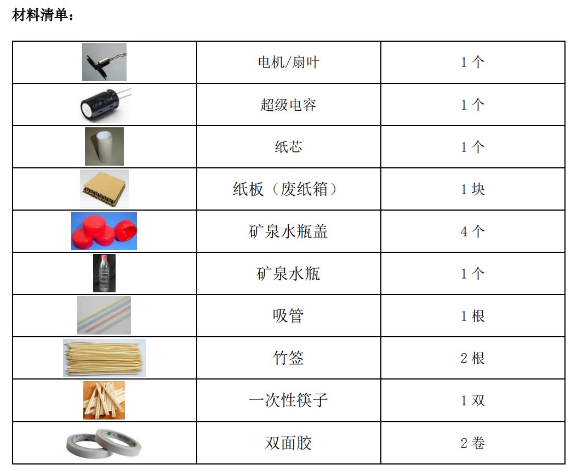 材料清单：
电机/扇叶 1 个
超级电容 1 个
纸芯 1 个
纸板（废纸箱） 1 块
矿泉水瓶盖 4 个
矿泉水瓶 1 个
吸管 1 根
竹签 2 根
一次性筷子 1 双
双面胶 2 卷